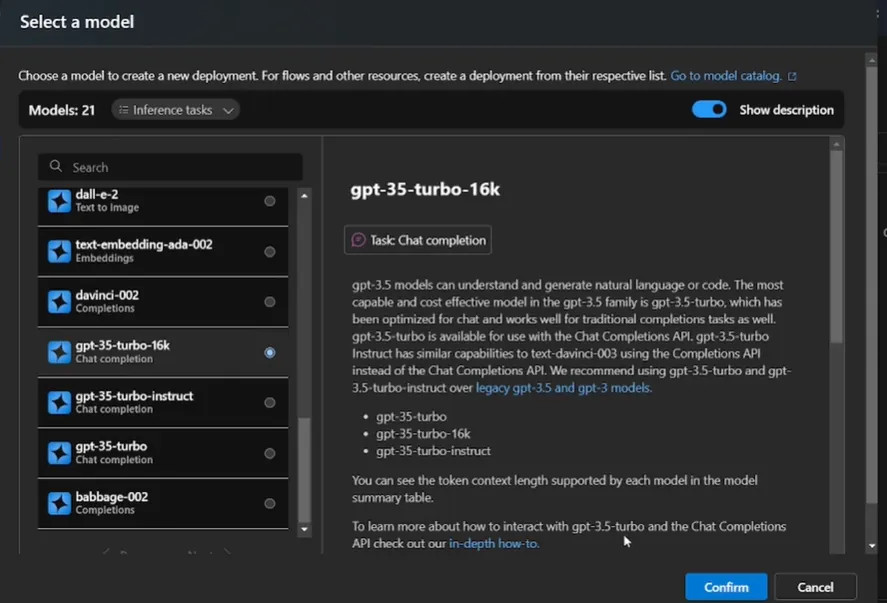 Select a model
Choose a model to create a new deployment. For flows and other resources, create a deployment from their respective list. Go to model catalog.
Models: 21
Inference tasks
Show description
Search
dall-e-2
Text to image
text-embedding-ada-002
Embeddings
davinci-002
Completions
gpt-35-turbo-16k
Chat completion
gpt-35-turbo-instruct
Chat completion
gpt-35-turbo
Chat completion
babbage-002
Completions
gpt-35-turbo-16k
Task: Chat completion
gpt-3.5 models can understand and generate natural language or code. The most
capable and cost effective model in the gpt-3.5 family is gpt-3.5-turbo, which has
been optimized for chat and works well for traditional completions tasks as well.
gpt-3.5-turbo is available for use with the Chat Completions API. gpt-3.5-turbo
Instruct has similar capabilities to text-davinci-003 using the Completions API
instead of the Chat Completions API. We recommend using gpt-3.5-turbo and gpt-
3.5-turbo-instruct over legacy gpt-3.5 and gpt-3 models.
• gpt-35-turbo
• gpt-35-turbo-16k
• gpt-35-turbo-instruct
You can see the token context length supported by each model in the model
summary table.
To learn more about how to interact with gpt-3.5-turbo and the Chat Completions
API check out our in-depth how-to.
Confirm
Cancel